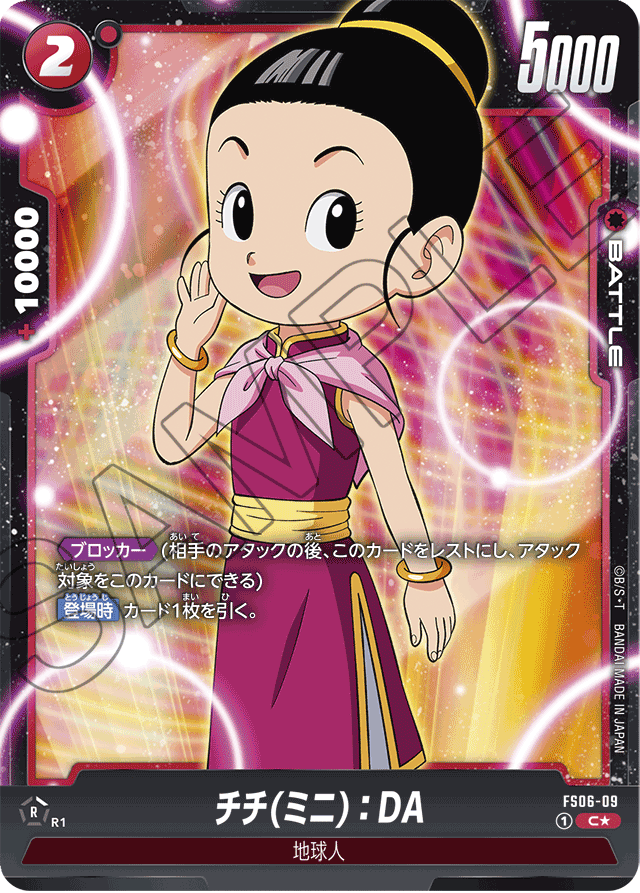 2
5000
+10000
BATTLE
SAMPLE
ブロッカー (相手のアタックの後、このカードをレストにし、アタック
対象をこのカードにできる)
登場時 カード1枚を引く。
©B/S・T BANDAI MADE IN JAPAN
R R1
チチ(ミニ):DA
FS06-09
1 C★
地球人